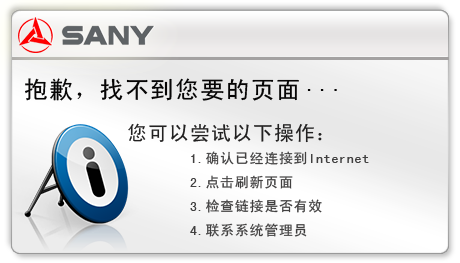 SANY
抱歉，找不到您要的页面···
您可以尝试以下操作：
1.确认已经连接到Internet
2.点击刷新页面
3.检查链接是否有效
4.联系系统管理员